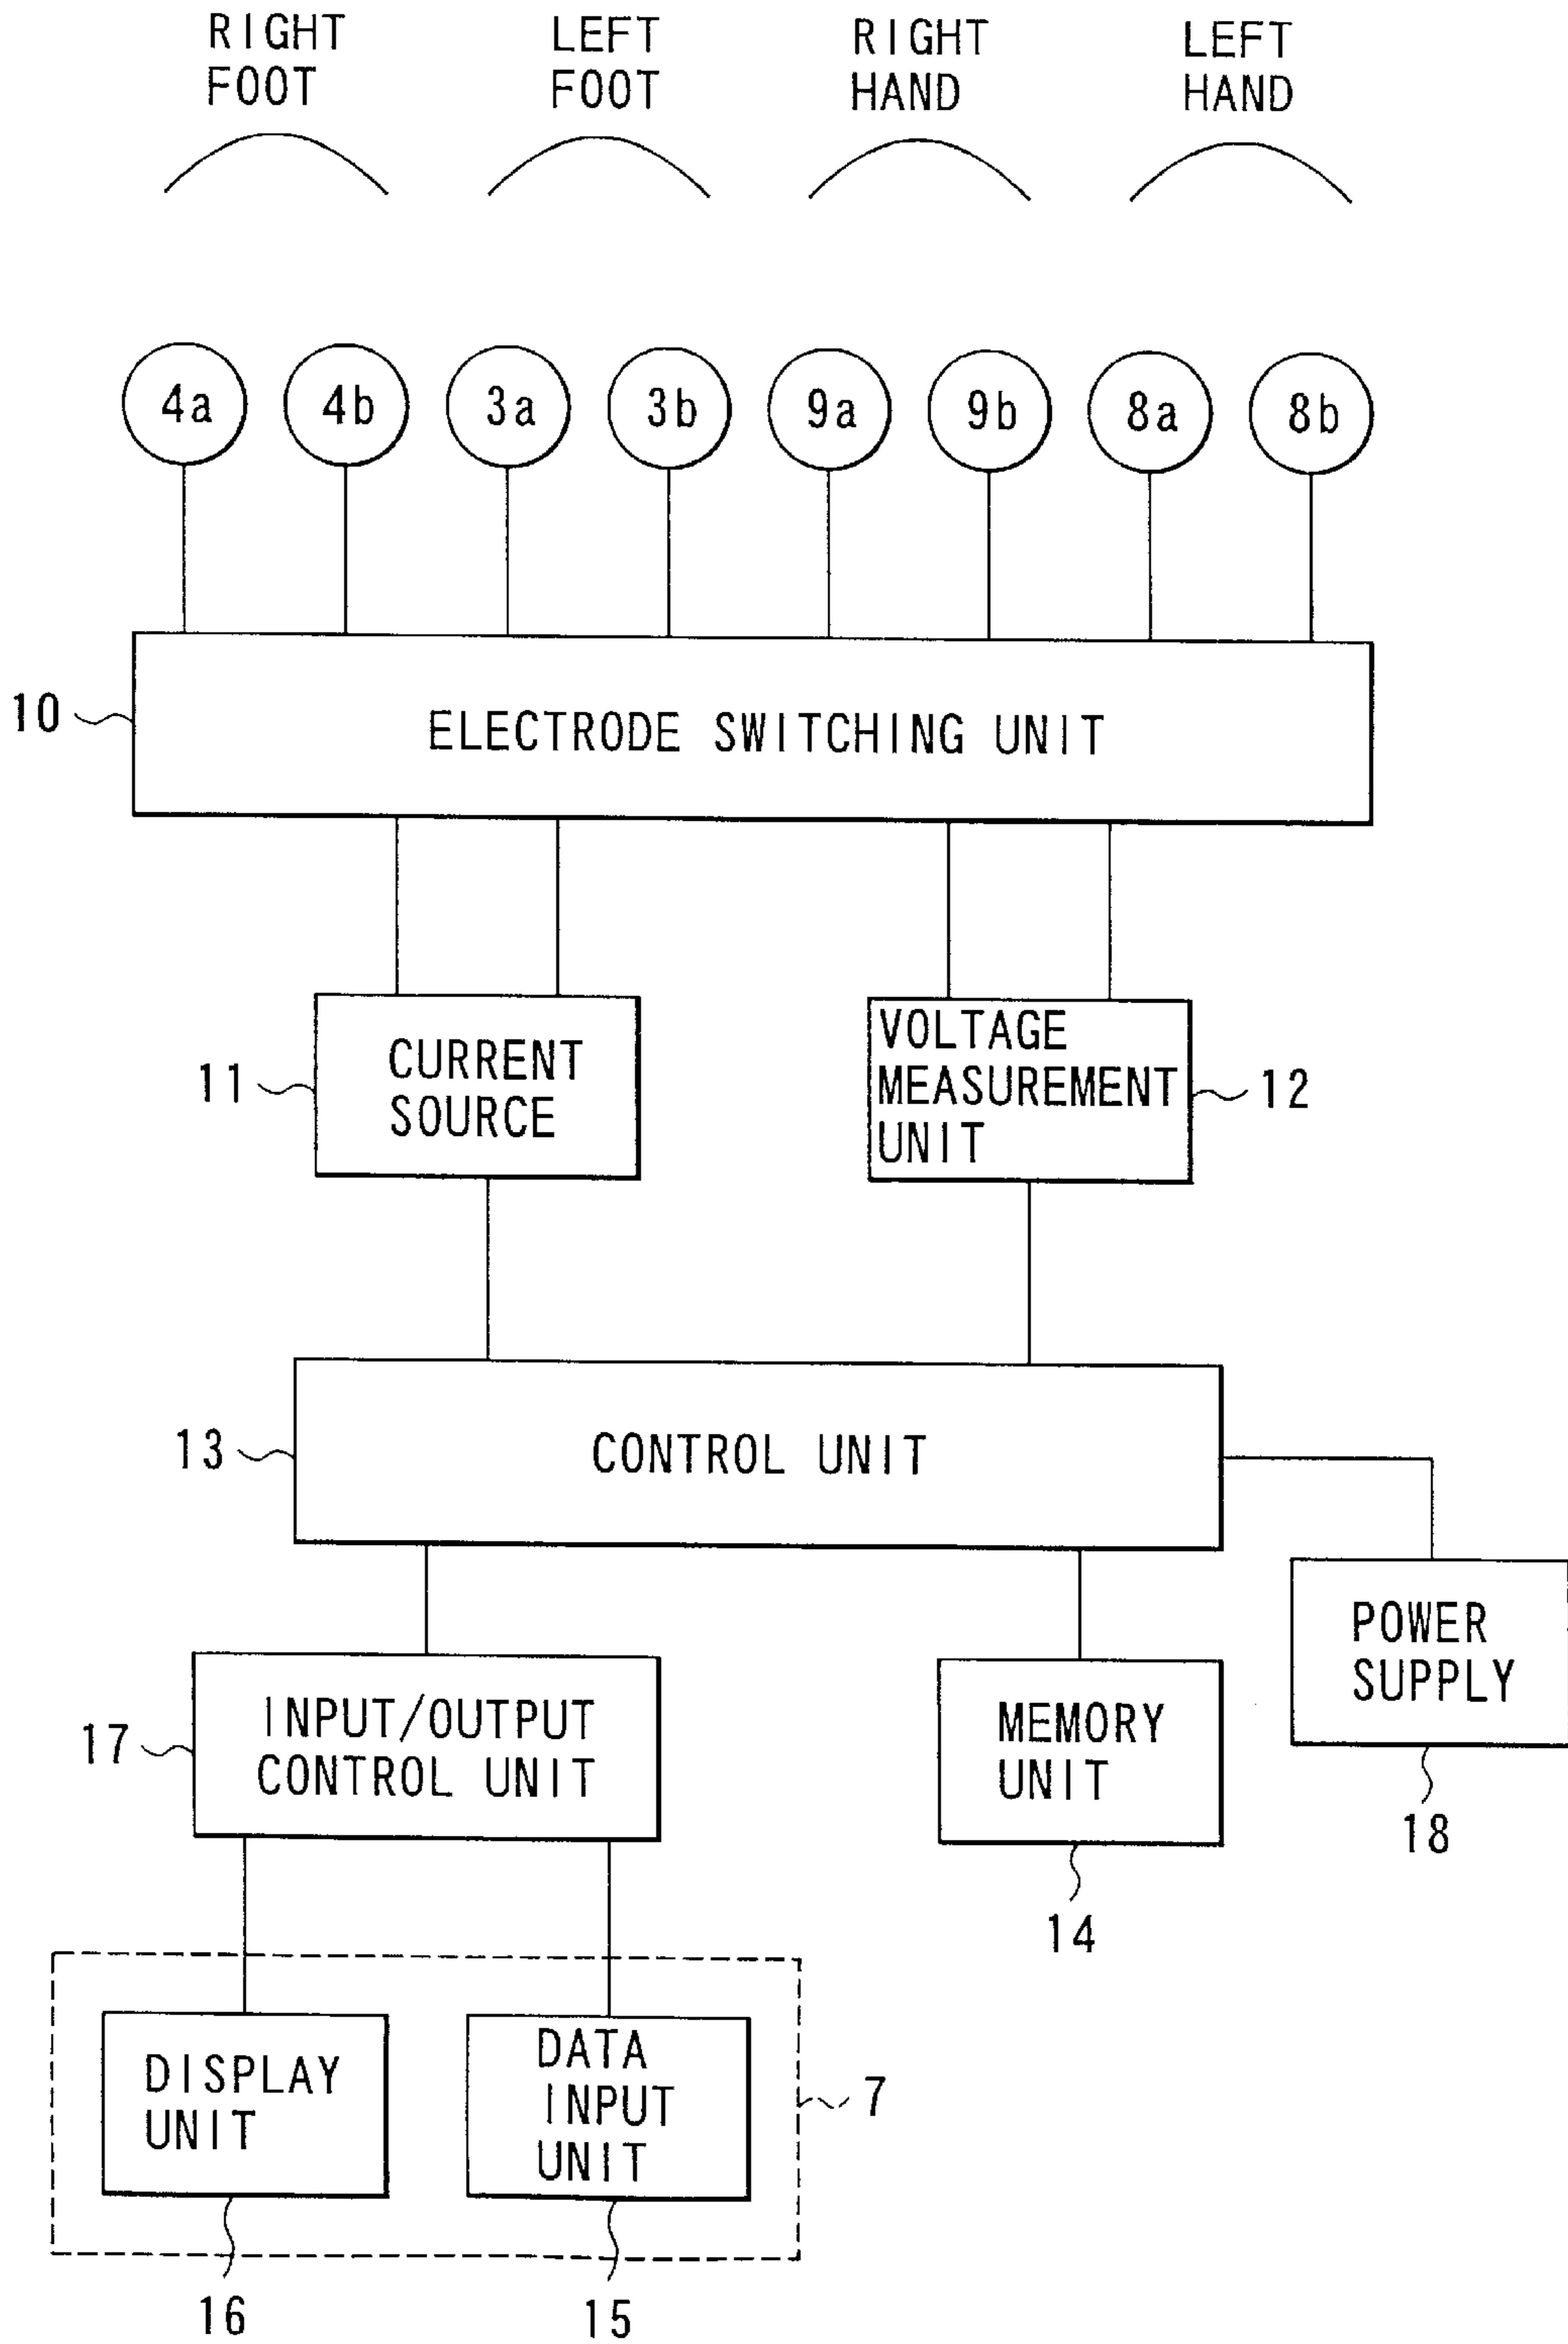 RIGHT
FOOT
LEFT
FOOT
RIGHT
HAND
LEFT
HAND
4a
4b
3a
3b
9a
9b
8a
8b
10
ELECTRODE SWITCHING UNIT
11
CURRENT
SOURCE
VOLTAGE
MEASUREMENT
UNIT
12
13
CONTROL UNIT
POWER
SUPPLY
18
17
INPUT/OUTPUT
CONTROL UNIT
MEMORY
UNIT
14
DISPLAY
UNIT
DATA
INPUT
UNIT
7
16
15